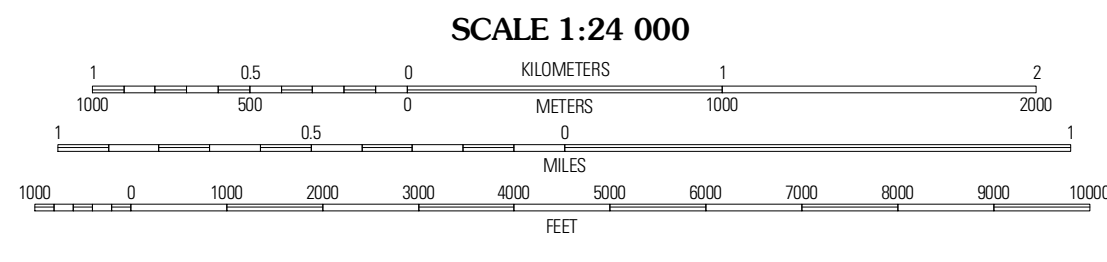 SCALE 1:24 000
1 0.5 0 KILOMETERS 1 2
1000 500 0 METERS 1000 2000
1 0.5 0 1
MILES
1000 0 1000 2000 3000 4000 5000 6000 7000 8000 9000 10000
FEET